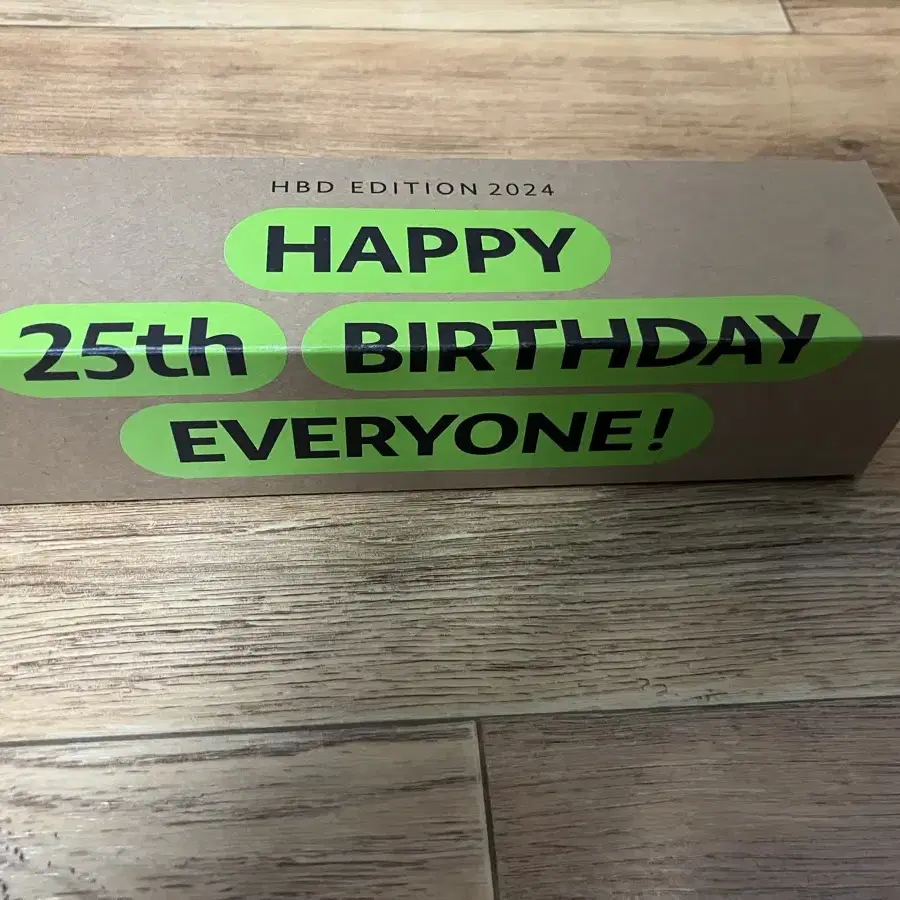 HBD EDITION 2024
HAPPY
25th BIRTHDAY
EVERYONE!